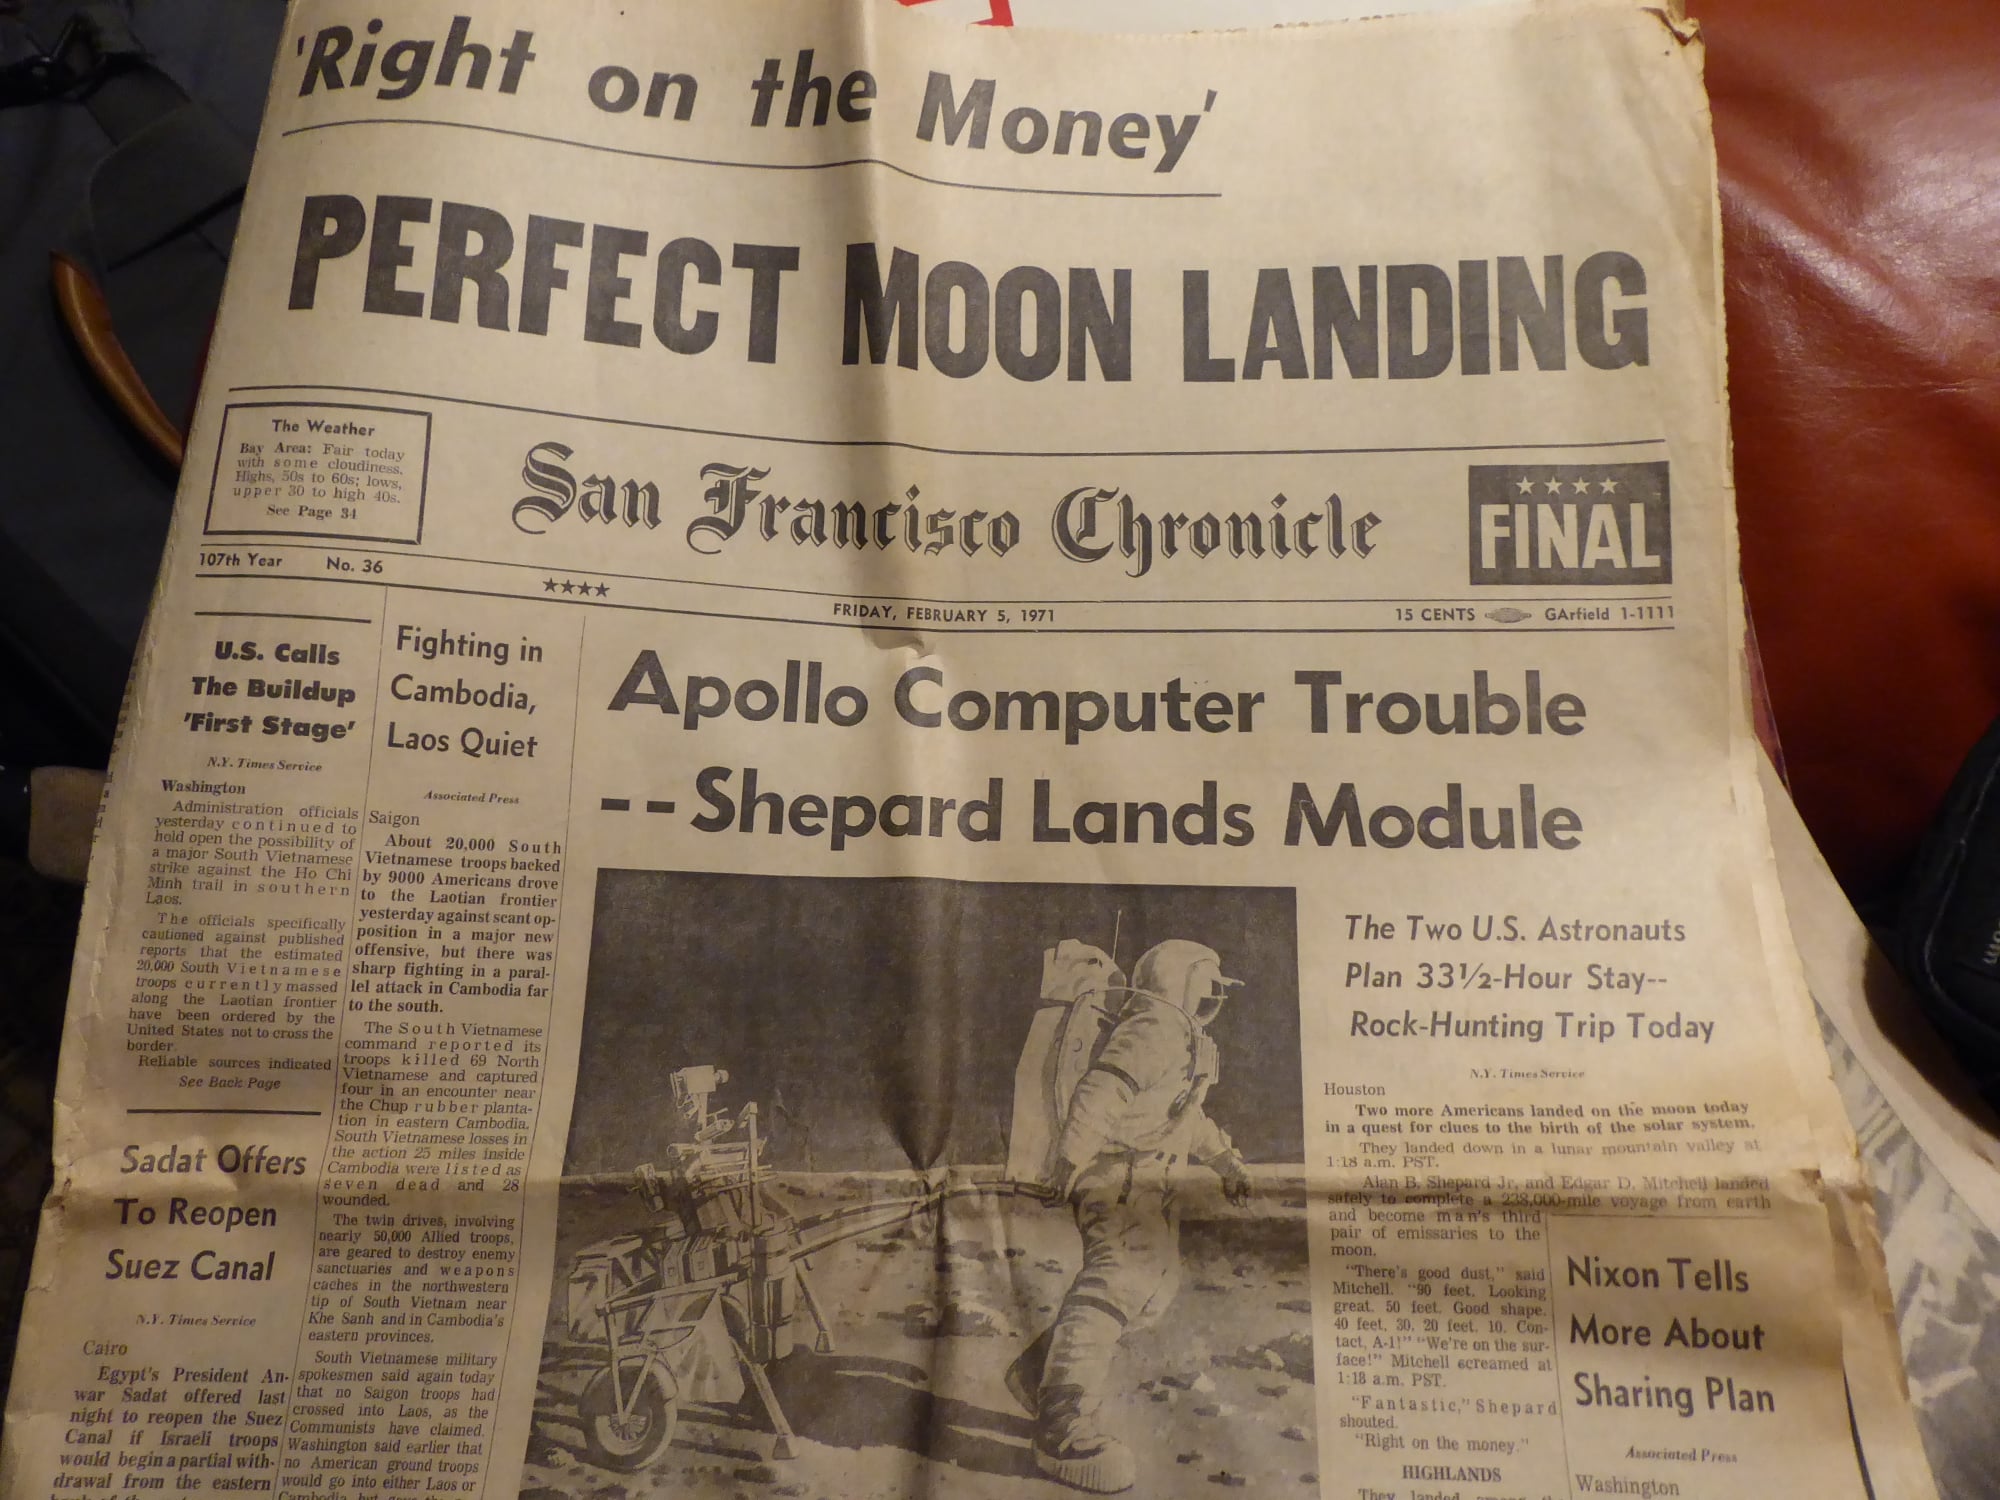 'Right on the Money'
PERFECT MOON LANDING
The Weather
Bay Area: Fair today
with some cloudiness.
Highs, 50s to 60s; lows,
upper 30 to high 40s.
See Page 34
San Francisco Chronicle
★★★★
FINAL
107th Year No. 36
★★★★
FRIDAY, FEBRUARY 5, 1971
15 CENTS GArfield 1-1111
U.S. Calls
The Buildup
'First Stage'
N.Y. Times Service
Washington
Administration officials
yesterday continued to
hold open the possibility of
a major South Vietnamese
strike against the Ho Chi
Minh trail in southern
Laos.
The officials specifically
cautioned against published
reports that the estimated
20,000 South Vietnamese
troops currently massed
along the Laotian frontier
have been ordered by the
United States not to cross the
border.
Reliable sources indicated
See Back Page
Sadat Offers
To Reopen
Suez Canal
N.Y. Times Service
Cairo
Egypt's President An-
war Sadat offered last
night to reopen the Suez
Canal if Israeli troops
would begin a partial with-
drawal from the eastern
Fighting in
Cambodia,
Laos Quiet
Associated Press
Saigon
About 20,000 South
Vietnamese troops backed
by 9000 Americans drove
to the Laotian frontier
yesterday against scant op-
position in a major new
offensive, but there was
sharp fighting in a paral-
lel attack in Cambodia far
to the south.
The South Vietnamese
command reported its
troops killed 69 North
Vietnamese and captured
four in an encounter near
the Chup rubber planta-
tion in eastern Cambodia.
South Vietnamese losses in
the action 25 miles inside
Cambodia were listed as
seven dead and 28
wounded.
The twin drives, involving
nearly 50,000 Allied troops,
are geared to destroy enemy
sanctuaries and weapons
caches in the northwestern
tip of South Vietnam near
Khe Sanh and in Cambodia's
eastern provinces.
South Vietnamese military
spokesmen said again today
that no Saigon troops had
crossed into Laos, as the
Communists have claimed.
Washington said earlier that
no American ground troops
would go into either Laos or
Apollo Computer Trouble
--Shepard Lands Module
The Two U.S. Astronauts
Plan 33½-Hour Stay--
Rock-Hunting Trip Today
N.Y. Times Service
Houston
Two more Americans landed on the moon today
in a quest for clues to the birth of the solar system.
They landed down in a lunar mountain valley at
1:18 a.m. PST.
Alan B. Shepard Jr. and Edgar D. Mitchell landed
safely to complete a 238,000-mile voyage from earth
and become man's third
pair of emissaries to the
moon.
"There's good dust," said
Mitchell. "90 feet. Looking
great. 50 feet. Good shape.
40 feet, 30, 20 feet. 10. Con-
tact, A-1!" "We're on the sur-
face!" Mitchell screamed at
1:18 a.m. PST.
"Fantastic," Shepard
shouted.
"Right on the money."
HIGHLANDS
They landed
Nixon Tells
More About
Sharing Plan
Associated Press
Washington